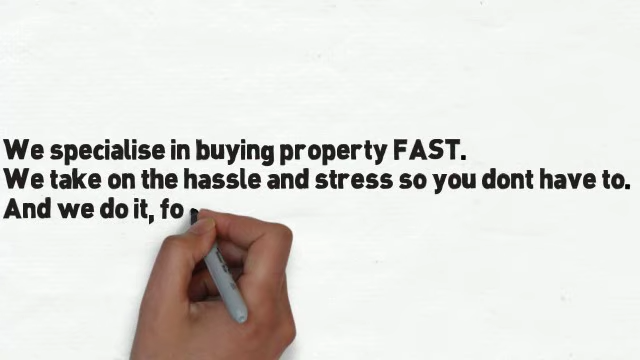 We specialise in buying property FAST.
We take on the hassle and stress so you dont have to.
And we do it, fo